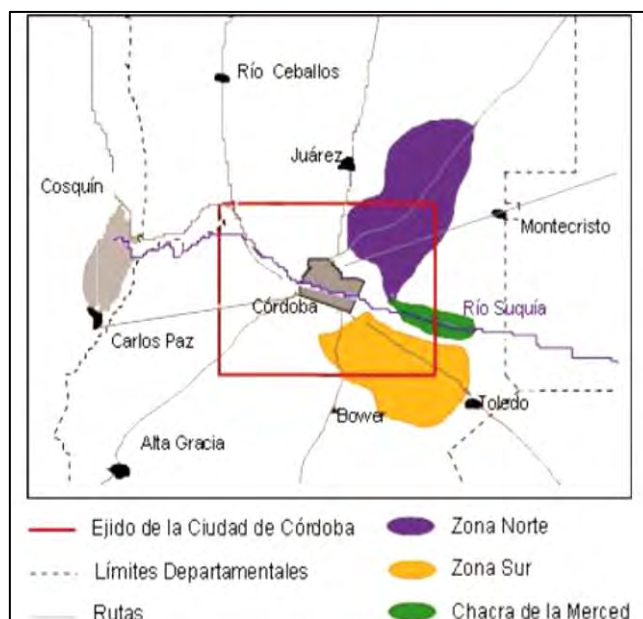 Río Ceballos
Juárez
Cosquín
Montecristo
Córdoba
Río Suquía
Carlos Paz
Toledo
Bower
Alta Gracia
Ejido de la Ciudad de Córdoba
Zona Norte
Límites Departamentales
Zona Sur
Rutas
Chacra de la Merced